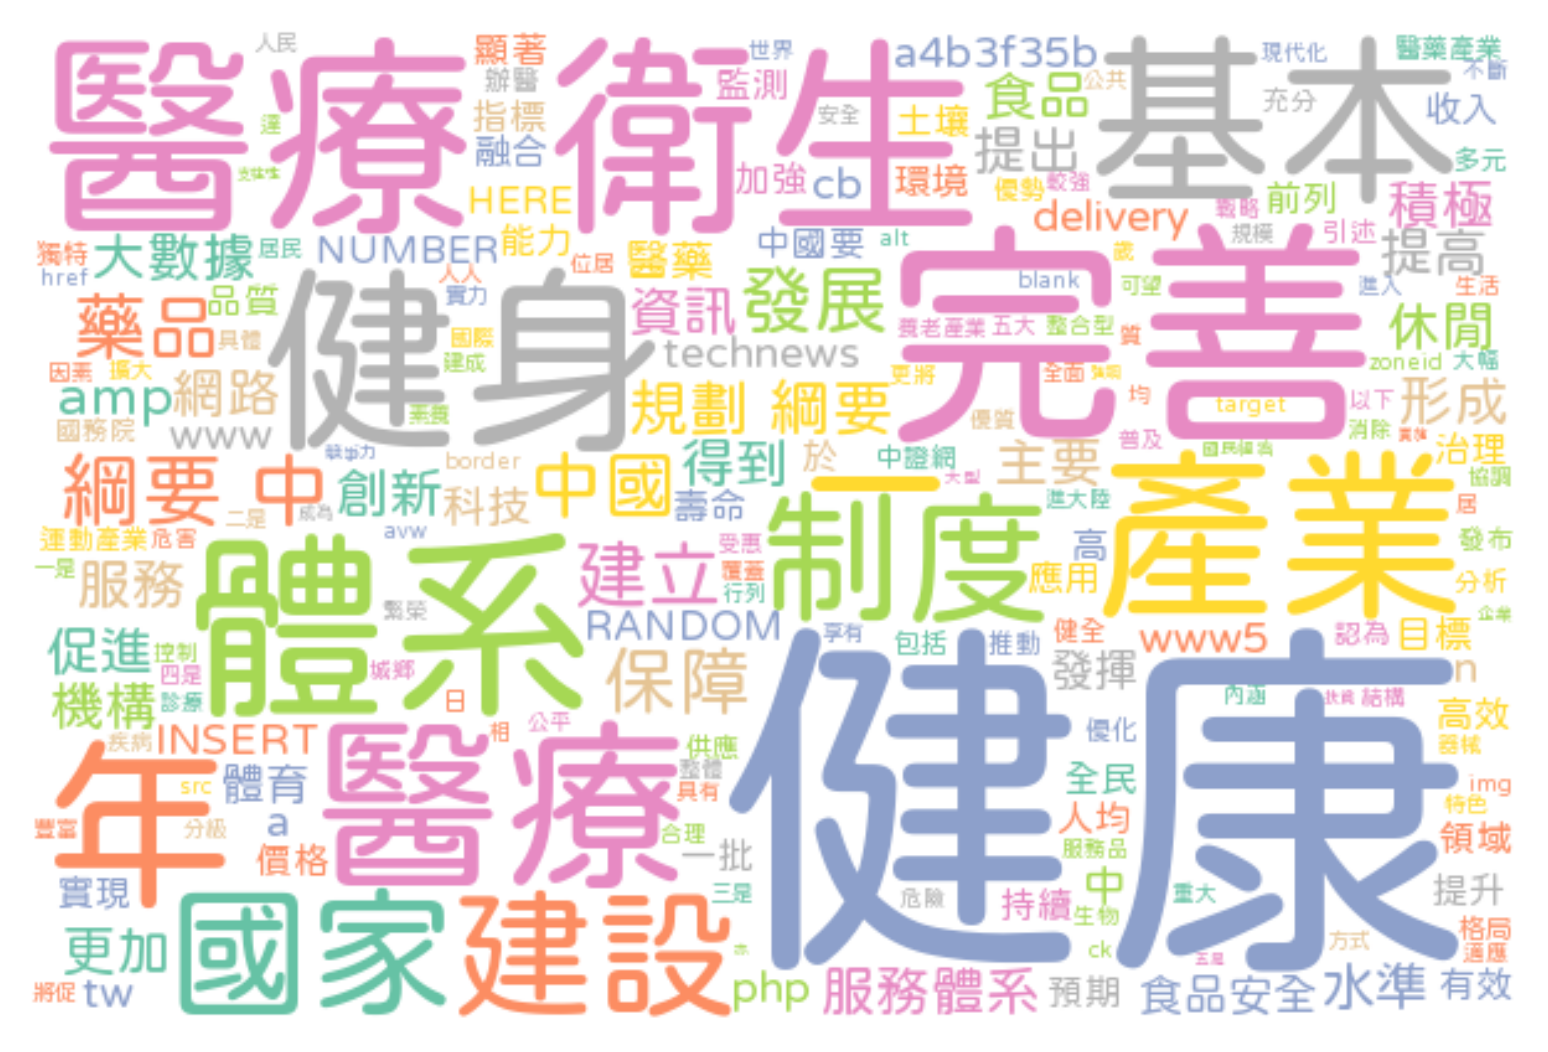 醫療衛生
基本
人民
顯著
辦醫
指標
融合
世界
監測
安全
a4b3f35b
食品
公共
土壤
提出
現代化
醫藥產業
不斷
充分
收入
多元
加強
cb
環境
優勢
較強
戰略
前列
積極
HERE
delivery
獨特
大數據
居民
NUMBER
能力
位居
醫藥
中國要
alt
規模
引述
提高
href
品質
人人
實力
資訊
發展
完善
blank
歲
可望
進入
生活
藥品
具體
健身
國際
建成
養老產業
五大
整合型
質
休閒
technews
zoneid
大幅
因素
擴大
amp
網路
更將
全面
均
target
以下
形成
規劃
綱要
優質
國務院
www
素養
競爭力
普及
消除
國民經濟
治理
綱要
中
創新
border
科技
中國
得到
於
中證網
主要
大型
協調
二是
成為
壽命
一
制度
進大陸
產業
居
運動產業
危害
avw
受惠
高
發布
一是
服務
體系
建立
覆蓋
行列
應用
分析
繁榮
RANDOM
企業
促進
控制
四是
城鄉
保障
享有
包括
推動
健全
www5
認為
目標
機構
診療
日
發揮
n
內涵
扶貧
結構
疾病
INSERT
相
公平
供應
健康
優化
高效
器械
年
src
體育
醫療
整體
具有
全民
img
特色
豐富
分級
a
合理
人均
領域
價格
一批
服務品
實現
三是
危險
持續
中
生物
重大
提升
更加
國家
建設
ck
方式
格局
適應
將促
tw
php
服務體系
預期
五是
食品安全
水準
有效